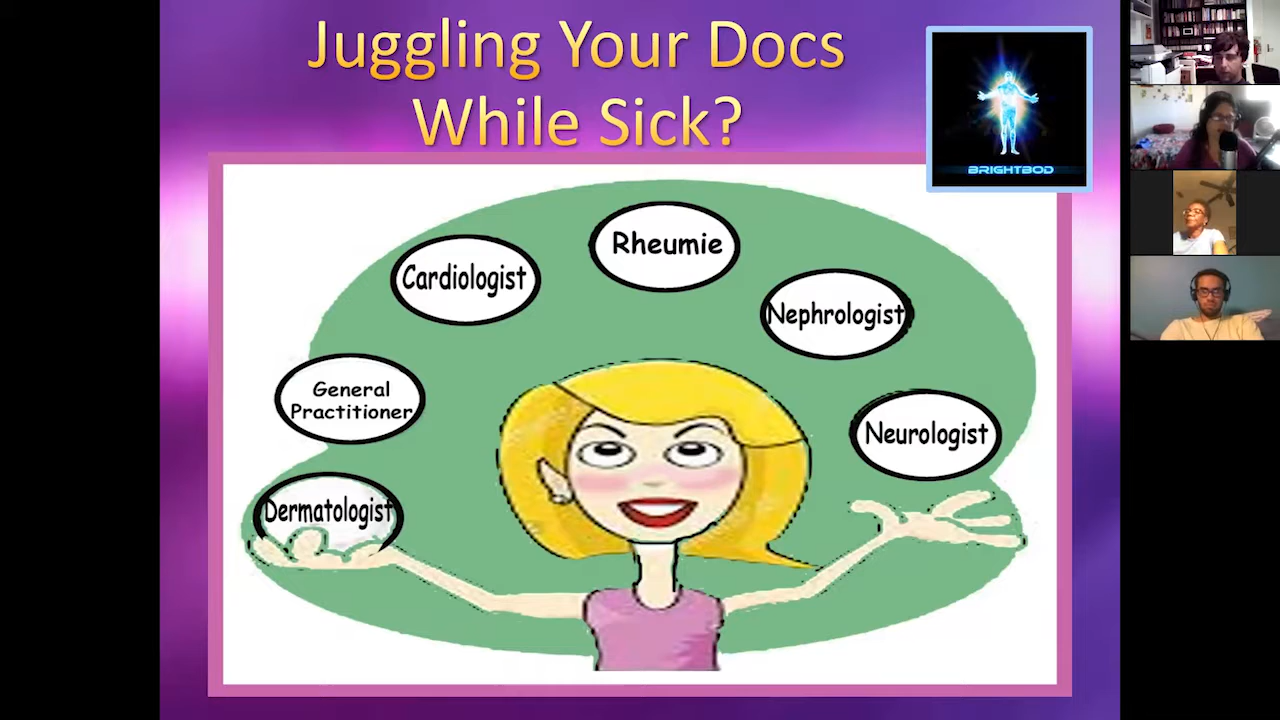 Juggling Your Docs
While Sick?
BRIGHTBOD
Rheumie
Cardiologist
Nephrologist
General
Practitioner
Neurologist
Dermatologist